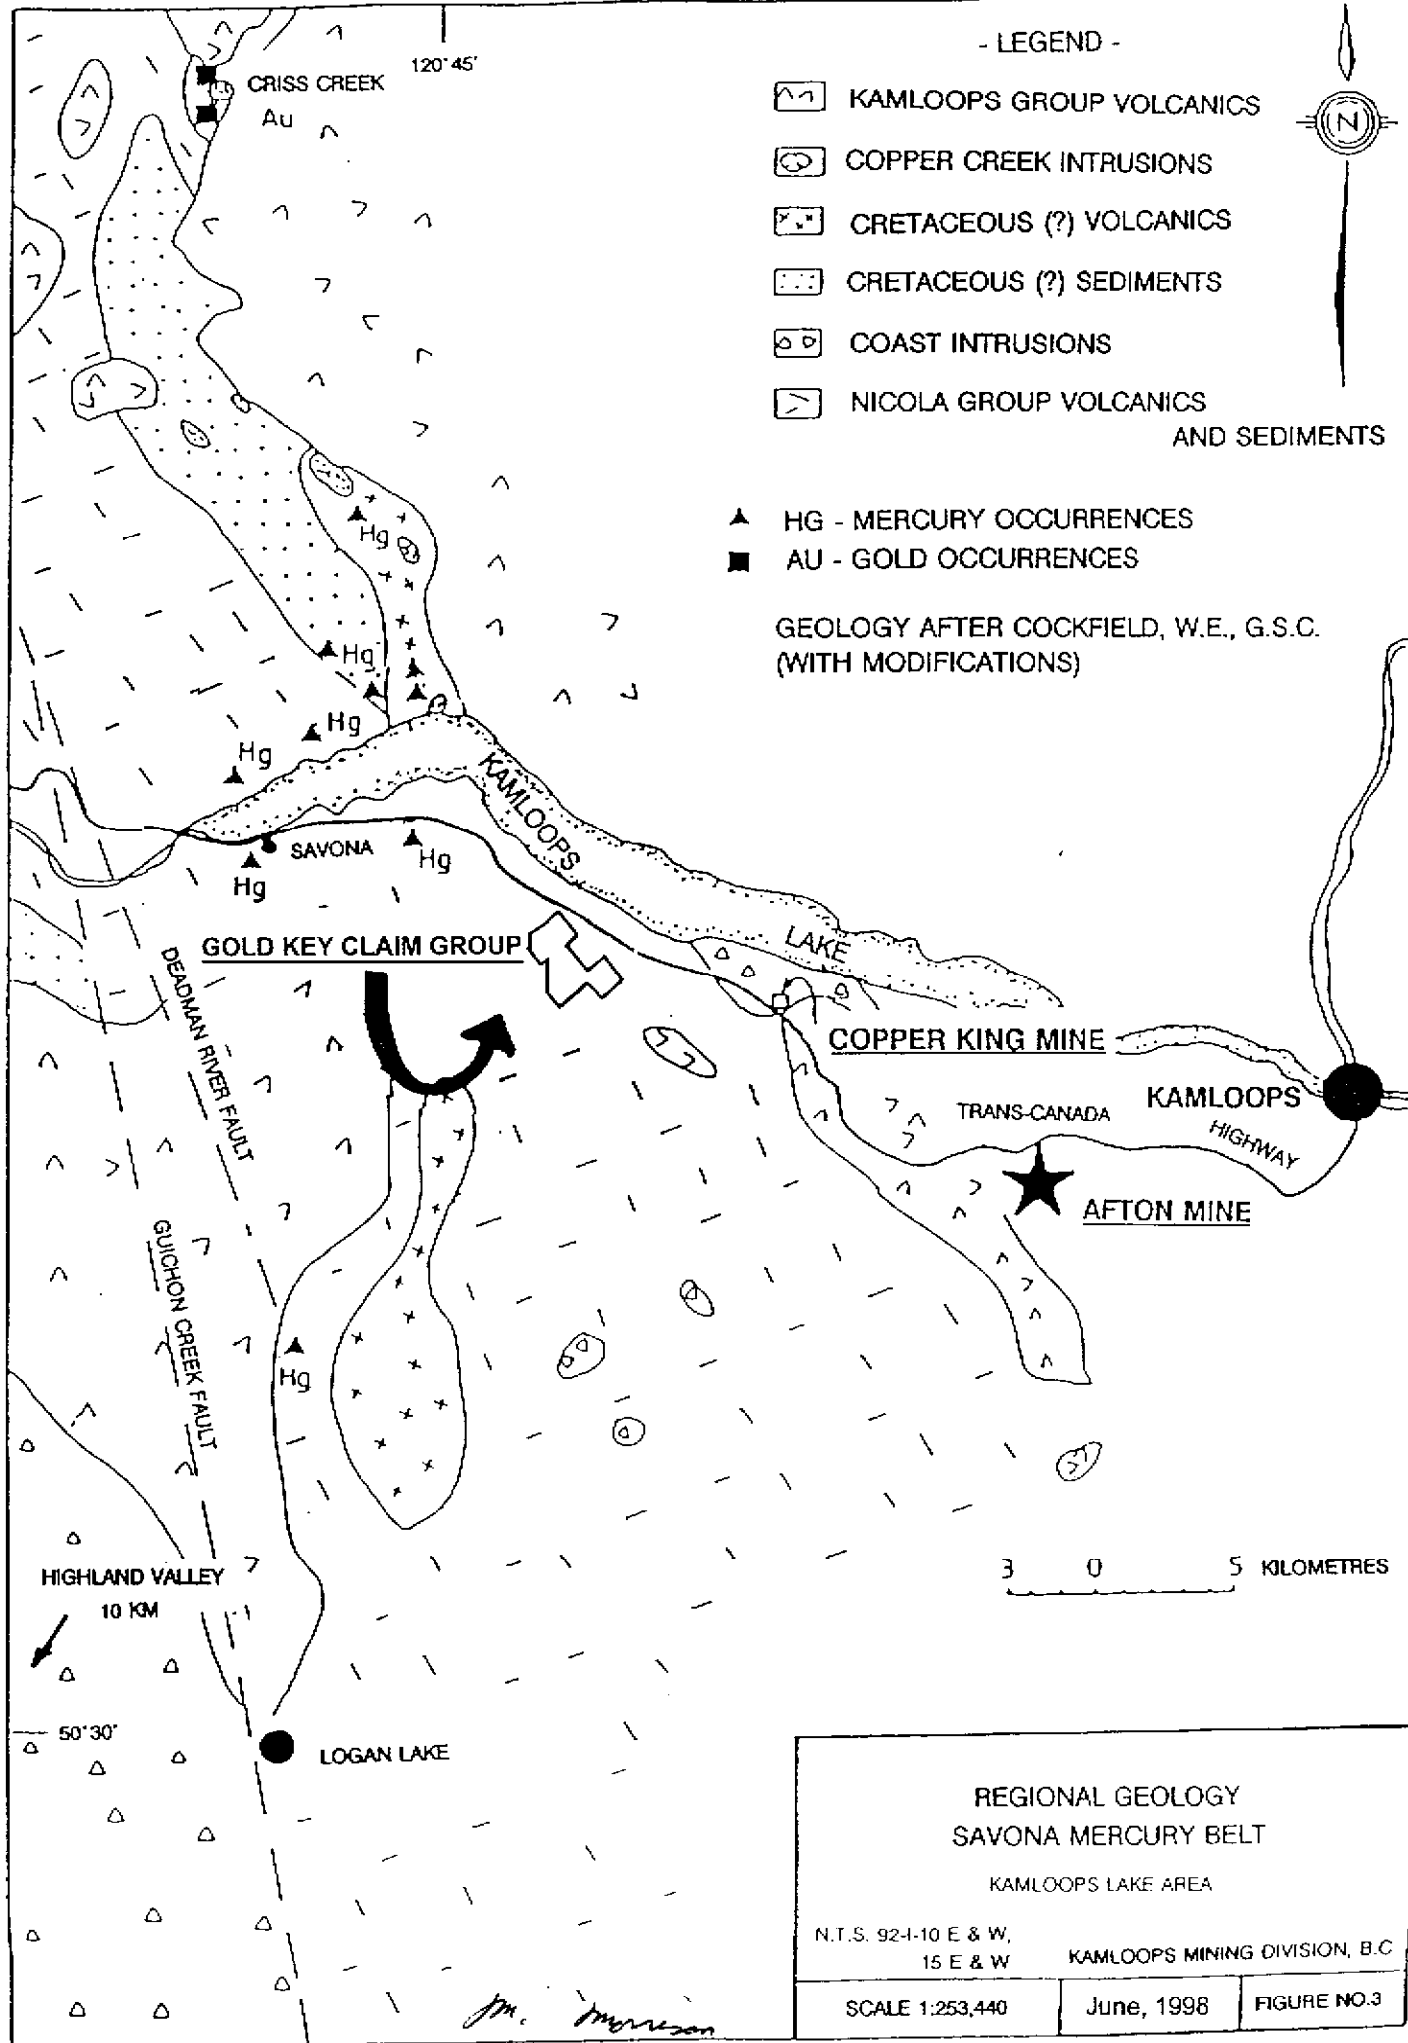 - LEGEND -
120°45'
CRISS CREEK
Au
KAMLOOPS GROUP VOLCANICS
N
COPPER CREEK INTRUSIONS
CRETACEOUS (?) VOLCANICS
CRETACEOUS (?) SEDIMENTS
COAST INTRUSIONS
NICOLA GROUP VOLCANICS
AND SEDIMENTS
HG - MERCURY OCCURRENCES
AU - GOLD OCCURRENCES
GEOLOGY AFTER COCKFIELD, W.E., G.S.C.
(WITH MODIFICATIONS)
Hg
Hg
Hg
Hg
KAMLOOPS
LAKE
SAVONA
Hg
Hg
GOLD KEY CLAIM GROUP
DEADMAN RIVER FAULT
COPPER KING MINE
KAMLOOPS
TRANS-CANADA
HIGHWAY
AFTON MINE
GUICHON CREEK FAULT
Hg
HIGHLAND VALLEY
10 KM
3 0 5 KILOMETRES
50°30'
LOGAN LAKE
REGIONAL GEOLOGY
SAVONA MERCURY BELT
KAMLOOPS LAKE AREA
N.T.S. 92-I-10 E & W,
15 E & W
KAMLOOPS MINING DIVISION, B.C
SCALE 1:253,440
June, 1998
FIGURE NO.3
J.M. Morrison